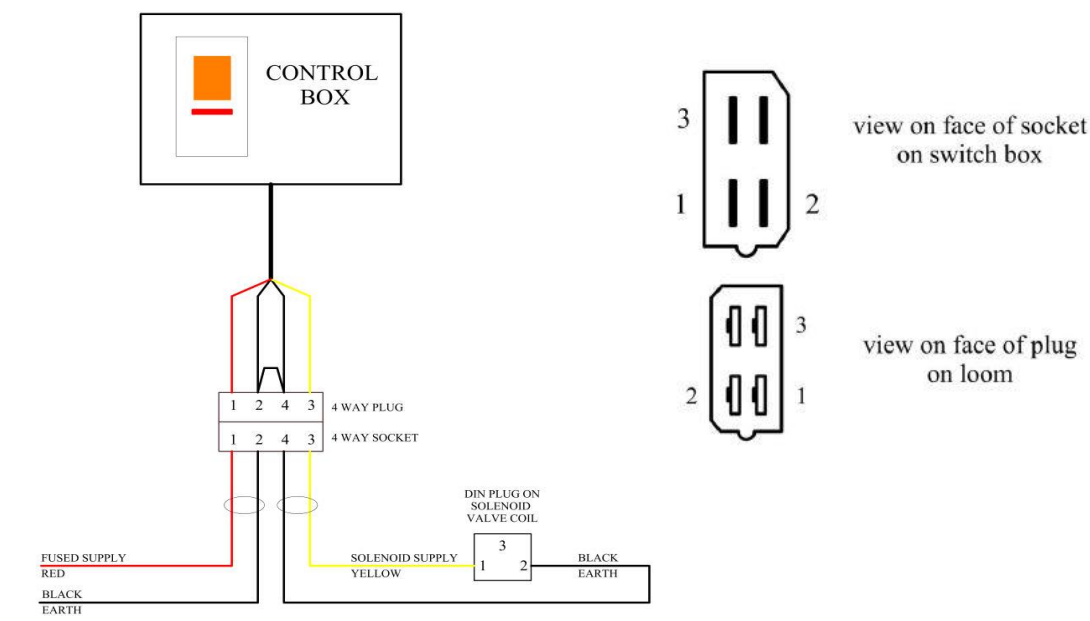 CONTROL
BOX
1 2 4 3
4 WAY PLUG
1 2 4 3
4 WAY SOCKET
DIN PLUG ON
SOLENOID
VALVE COIL
3
1 2
FUSED SUPPLY
RED
BLACK
EARTH
SOLENOID SUPPLY
YELLOW
BLACK
EARTH
3
1 2
view on face of socket
on switch box
3
2 1
view on face of plug
on loom